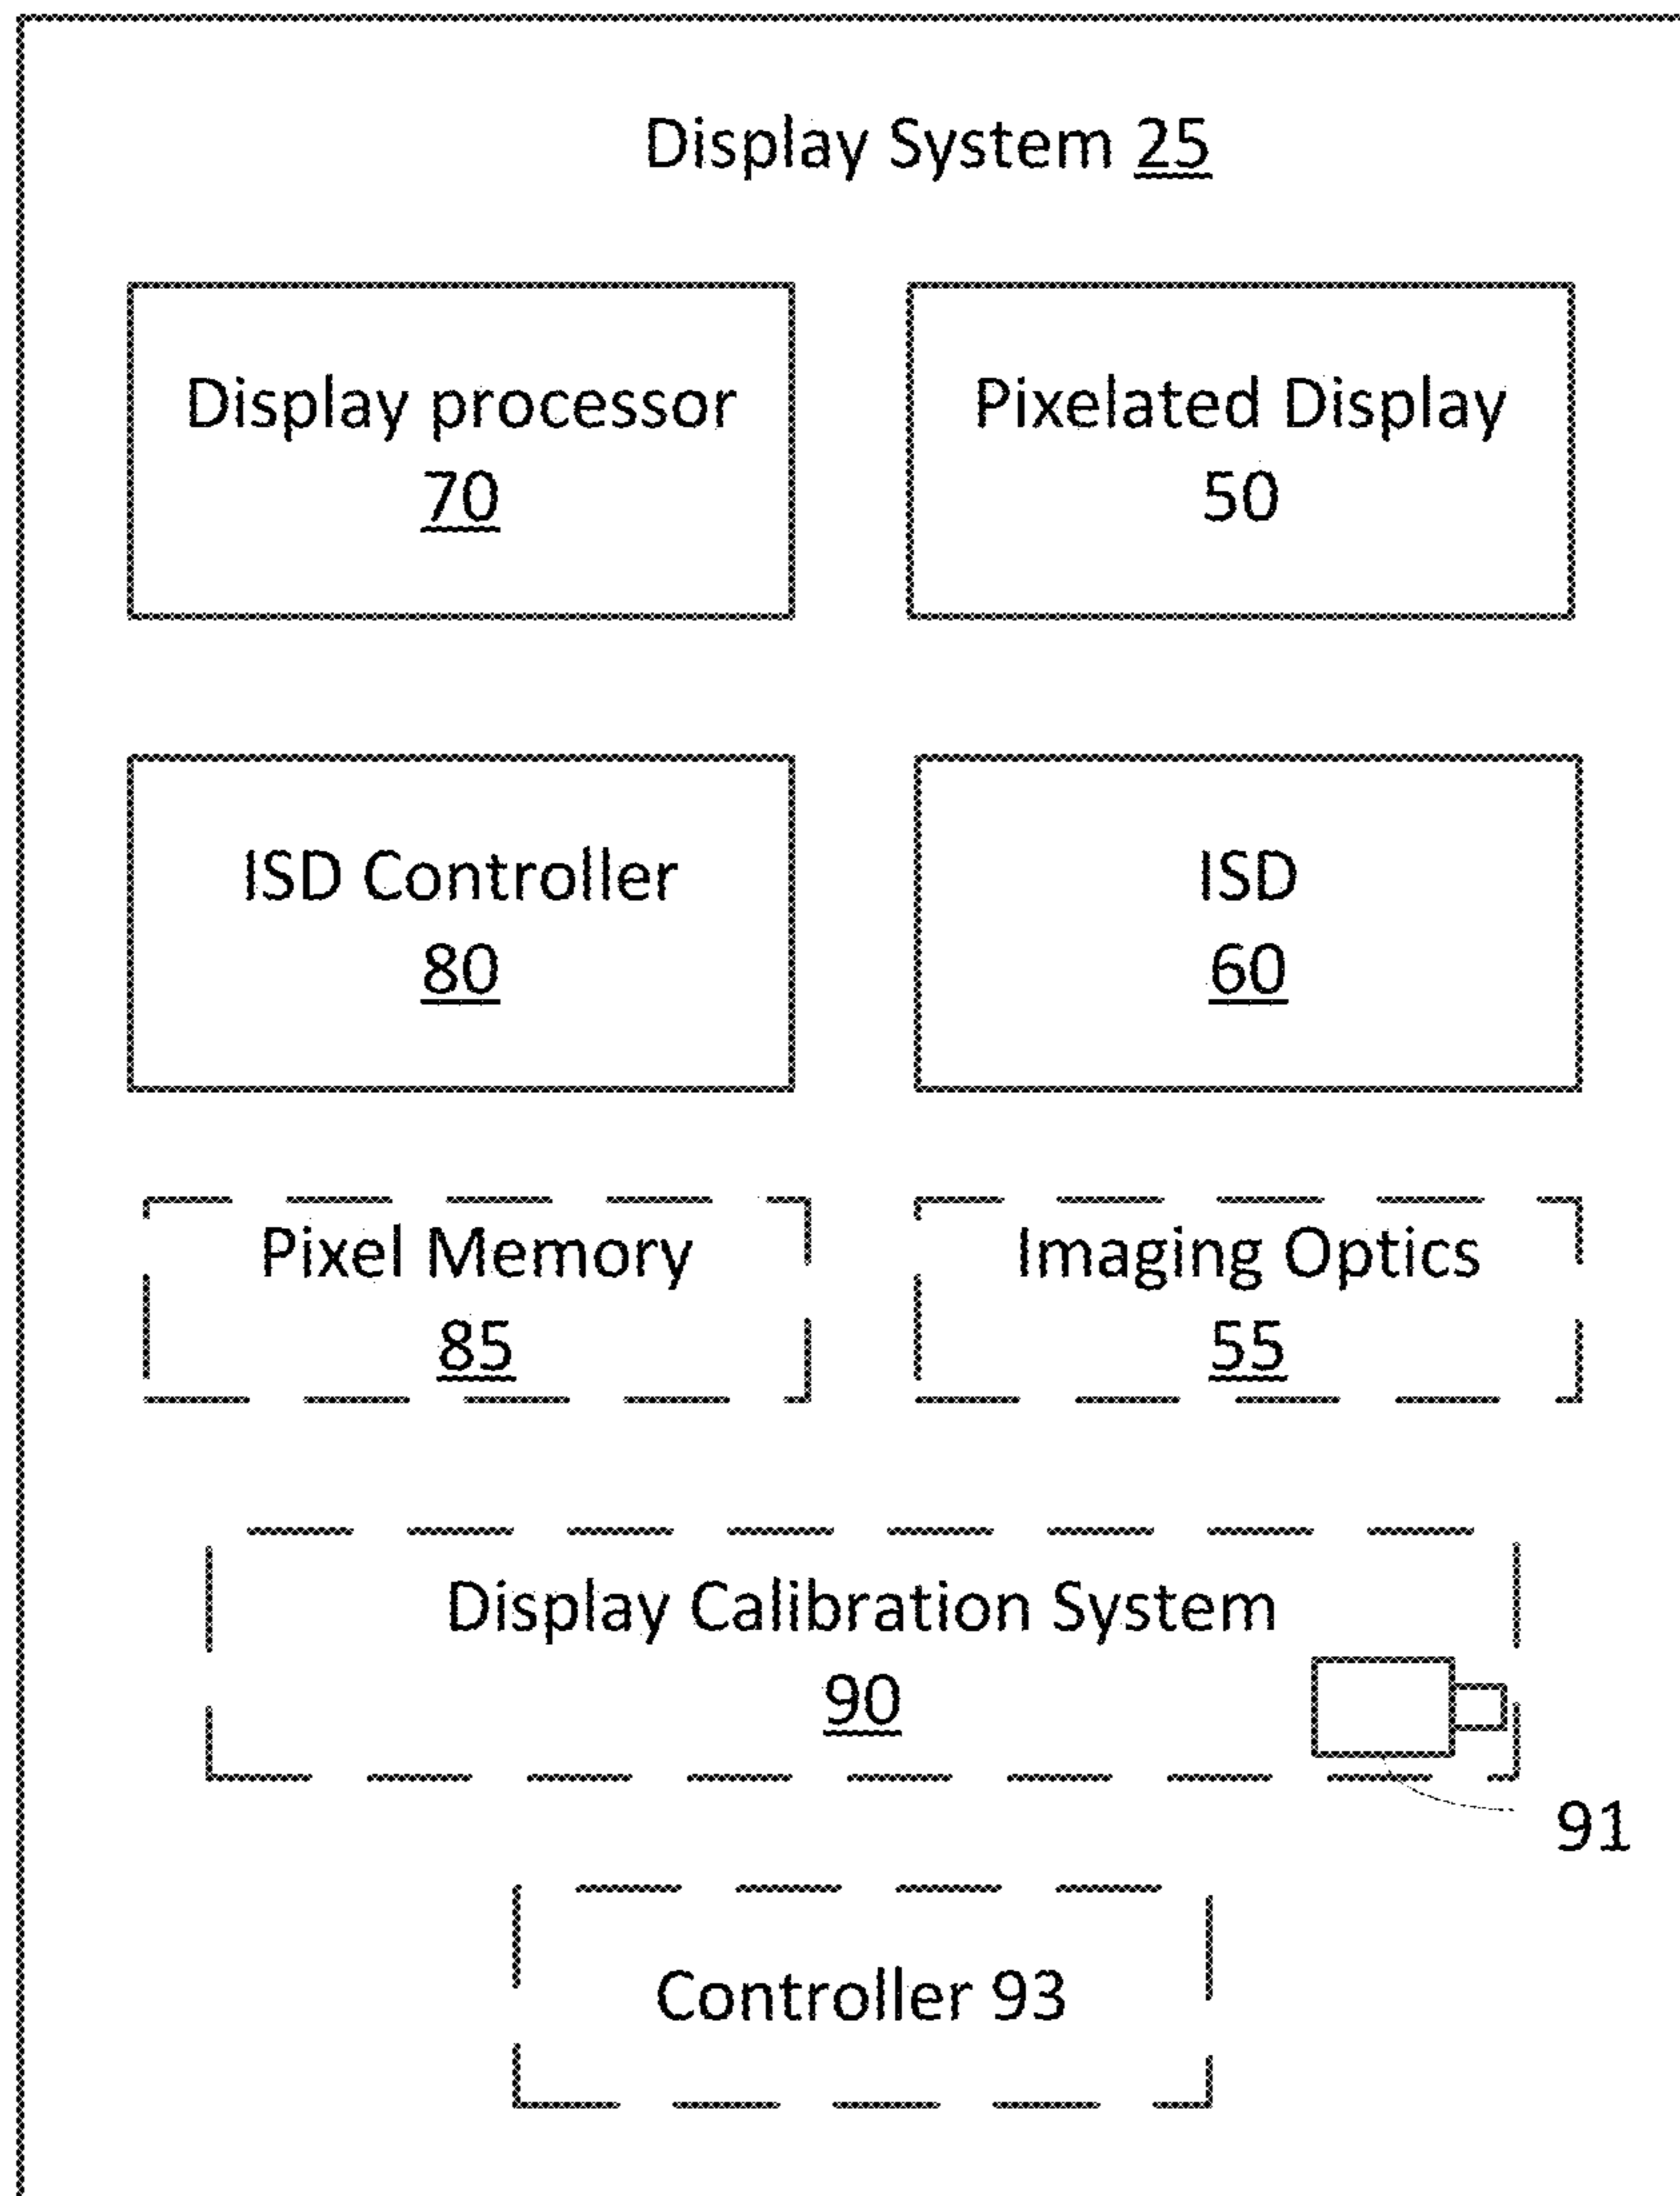 Display System 25
Display processor
70
Pixelated Display
50
ISD Controller
80
ISD
60
Pixel Memory
85
Imaging Optics
55
Display Calibration System
90
91
Controller 93